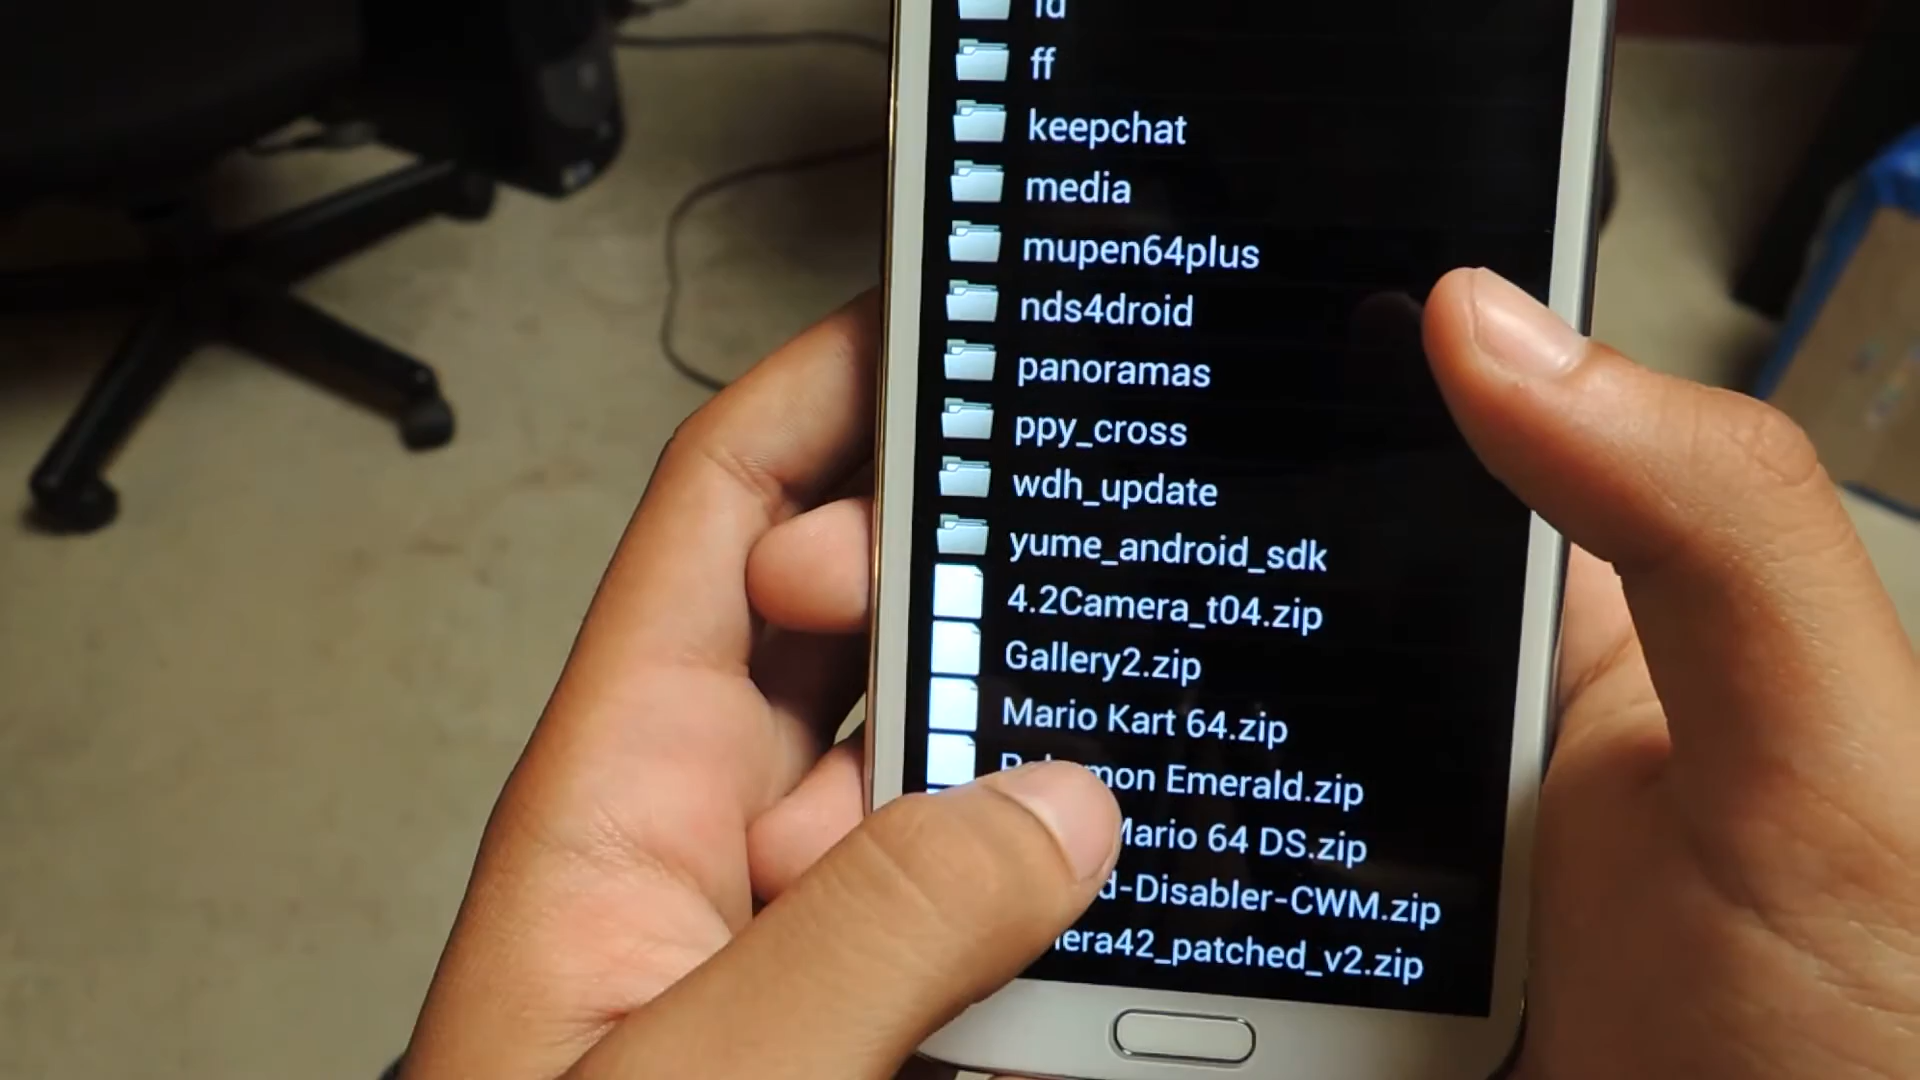 ff
keepchat
media
mupen64plus
nds4droid
panoramas
ppy_cross
wdh_update
yume_android_sdk
4.2Camera_t04.zip
Gallery2.zip
Mario Kart 64.zip
Emerald.zip
Mario 64 DS.zip
d-Disabler-CWM.zip
era42_patched_v2.zip